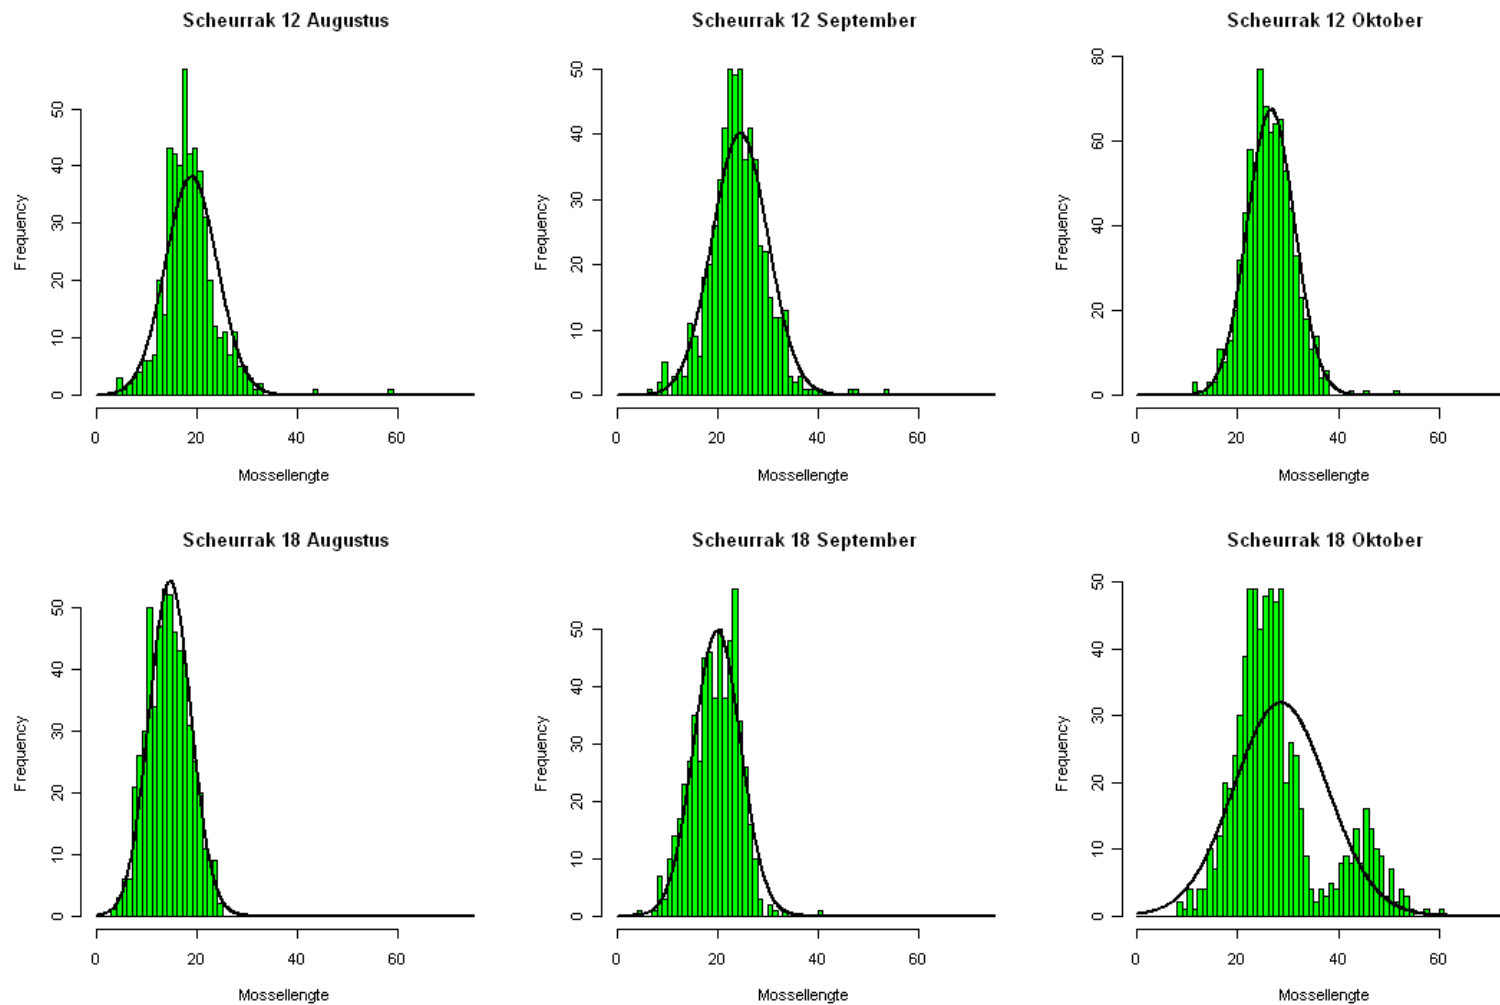 Scheurrak 12 Augustus
Frequency
0 10 20 30 40 50
0 20 40 60
Mossellengte
Scheurrak 12 September
Frequency
0 10 20 30 40 50
0 20 40 60
Mossellengte
Scheurrak 12 Oktober
Frequency
0 20 40 60 80
0 20 40 60
Mossellengte
Scheurrak 18 Augustus
Frequency
0 10 20 30 40 50
0 20 40 60
Mossellengte
Scheurrak 18 September
Frequency
0 10 20 30 40 50
0 20 40 60
Mossellengte
Scheurrak 18 Oktober
Frequency
0 10 20 30 40 50
0 20 40 60
Mossellengte